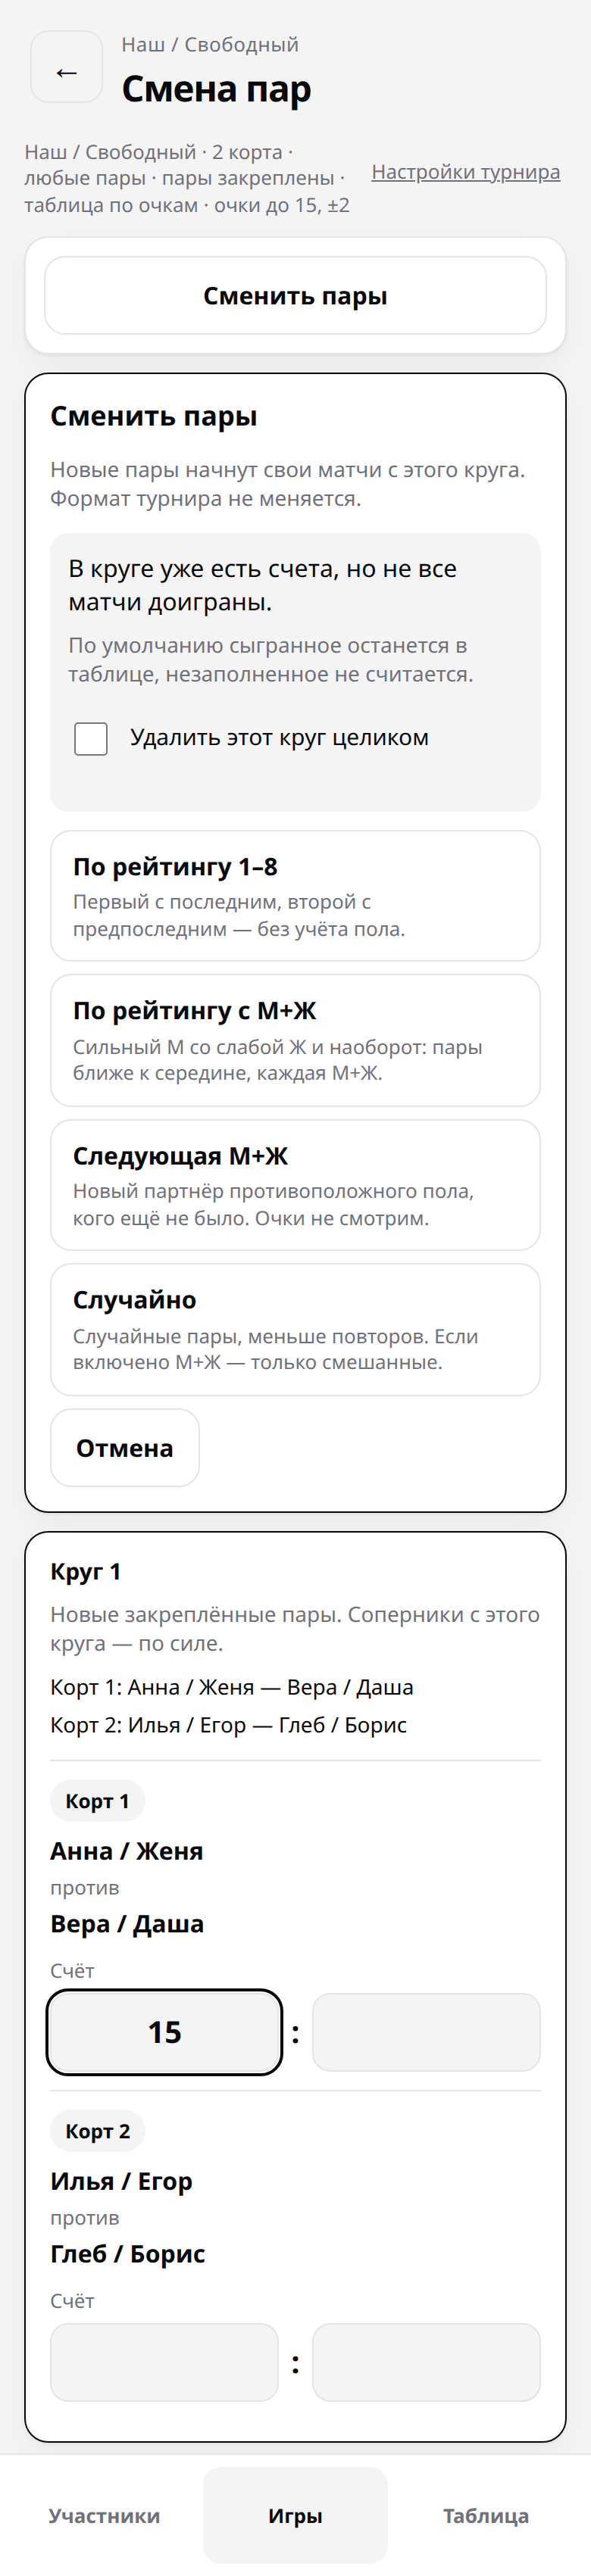 ←
Наш / Свободный
Смена пар
Наш / Свободный · 2 корта ·
любые пары · пары закреплены ·
таблица по очкам · очки до 15, ±2
Настройки турнира
Сменить пары
Сменить пары
Новые пары начнут свои матчи с этого круга.
Формат турнира не меняется.
В круге уже есть счета, но не все
матчи доиграны.
По умолчанию сыгранное останется в
таблице, незаполненное не считается.
Удалить этот круг целиком
По рейтингу 1–8
Первый с последним, второй с
предпоследним — без учёта пола.
По рейтингу с М+Ж
Сильный М со слабой Ж и наоборот: пары
ближе к середине, каждая М+Ж.
Следующая М+Ж
Новый партнёр противоположного пола,
кого ещё не было. Очки не смотрим.
Случайно
Случайные пары, меньше повторов. Если
включено М+Ж — только смешанные.
Отмена
Круг 1
Новые закреплённые пары. Соперники с этого
круга — по силе.
Корт 1: Анна / Женя — Вера / Даша
Корт 2: Илья / Егор — Глеб / Борис
Корт 1
Анна / Женя
против
Вера / Даша
Счёт
15 :
Корт 2
Илья / Егор
против
Глеб / Борис
Счёт
:
Участники Игры Таблица